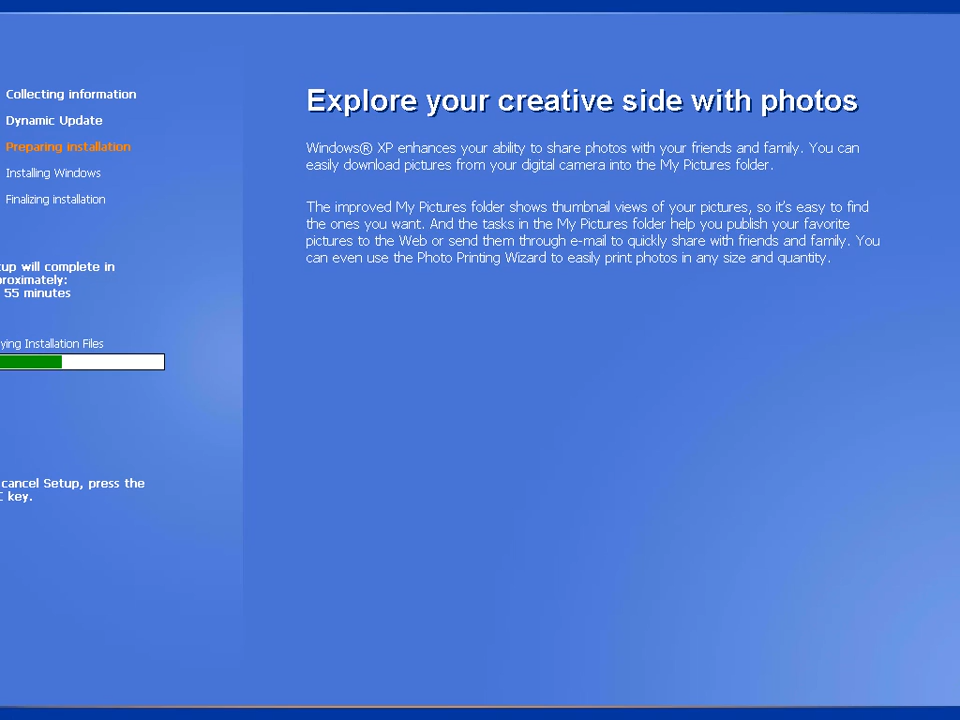 Collecting information
Dynamic Update
Preparing installation
Installing Windows
Finalizing installation
tup will complete in
proximately:
55 minutes
ying Installation Files
cancel Setup, press the
C key.
Explore your creative side with photos
Windows® XP enhances your ability to share photos with your friends and family. You can
easily download pictures from your digital camera into the My Pictures folder.
The improved My Pictures folder shows thumbnail views of your pictures, so it's easy to find
the ones you want. And the tasks in the My Pictures folder help you publish your favorite
pictures to the Web or send them through e-mail to quickly share with friends and family. You
can even use the Photo Printing Wizard to easily print photos in any size and quantity.